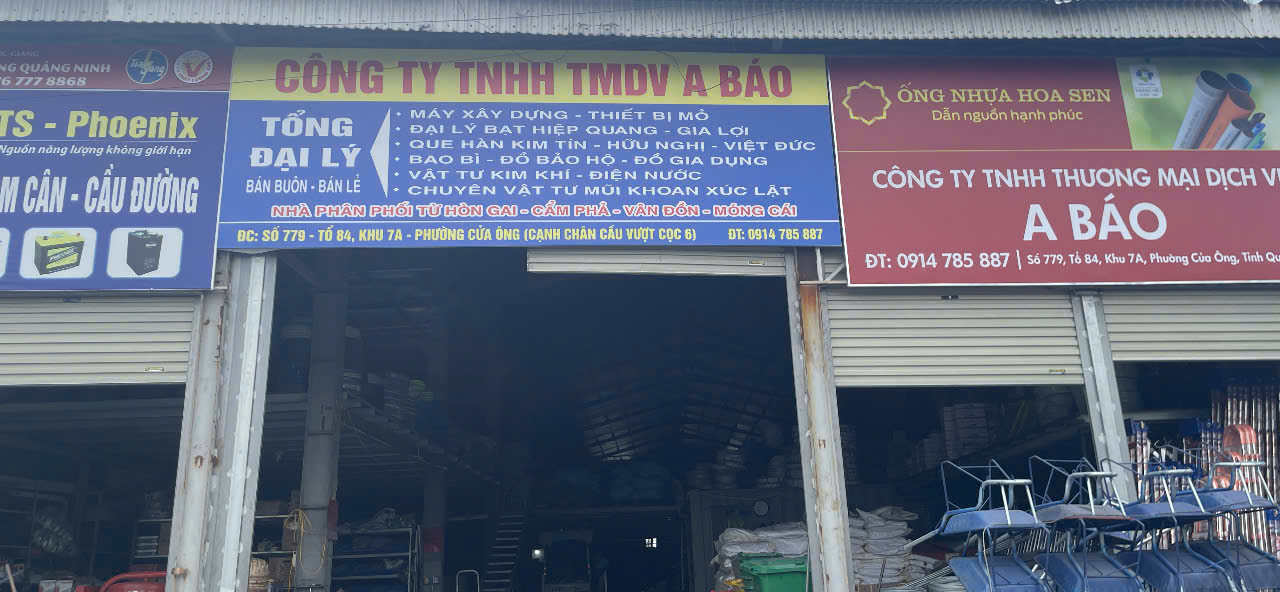 NG QUẢNG NINH
6 777 8868
TS - Phoenix
Nguồn năng lượng không giới hạn
M CÂN - CẦU ĐƯỜNG
CÔNG TY TNHH TMDV A BÁO
TỔNG
ĐẠI LÝ
BÁN BUÔN - BÁN LẺ
• MÁY XÂY DỰNG - THIẾT BỊ MỎ
• ĐẠI LÝ BẠT HIỆP QUANG - GIA LỢI
• QUE HÀN KIM TÍN - HỮU NGHỊ - VIỆT ĐỨC
• BAO BÌ - ĐỒ BẢO HỘ - ĐỒ GIA DỤNG
• VẬT TƯ KIM KHÍ - ĐIỆN NƯỚC
• CHUYÊN VẬT TƯ MŨI KHOAN XÚC LẬT
NHÀ PHÂN PHỐI TỪ HÒN GAI - CẨM PHẢ - VÂN ĐỒN - MÓNG CÁI
ĐC: SỐ 779 - TỔ 84, KHU 7A - PHƯỜNG CỬA ÔNG (CẠNH CHÂN CẦU VƯỢT CỌC 6) ĐT: 0914 785 887
ỐNG NHỰA HOA SEN
Dẫn nguồn hạnh phúc
CÔNG TY TNHH THƯƠNG MẠI DỊCH V
A BÁO
ĐT: 0914 785 887 | Số 779, Tổ 84, Khu 7A, Phường Cửa Ông, Tỉnh Qu